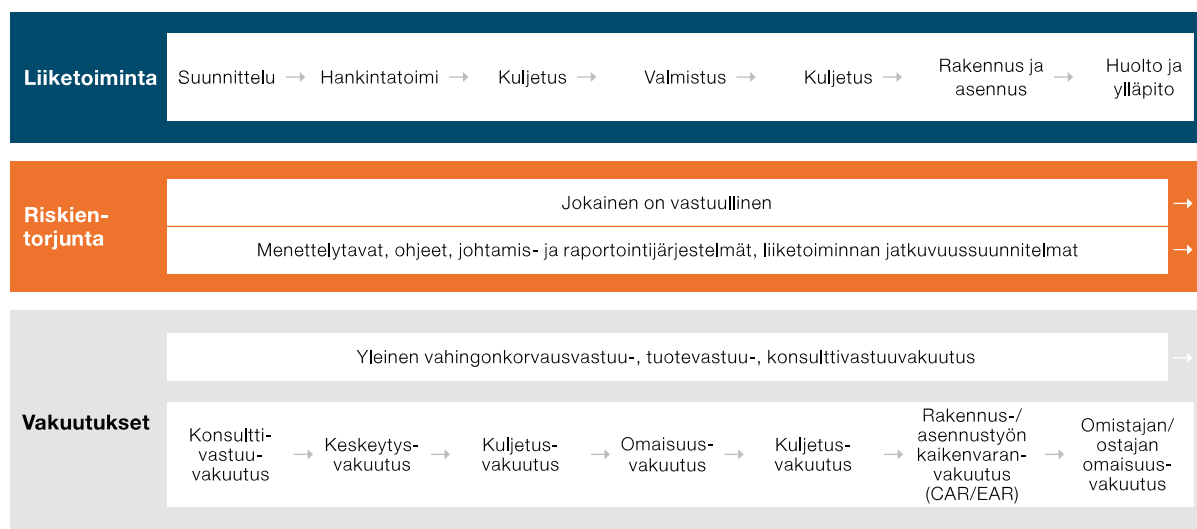 Liiketoiminta
Suunnittelu → Hankintatoimi → Kuljetus → Valmistus → Kuljetus → Rakennus ja asennus → Huolto ja ylläpito
Riskien-
torjunta
Jokainen on vastuullinen →
Menettelytavat, ohjeet, johtamis- ja raportointijärjestelmät, liiketoiminnan jatkuvuussuunnitelmat →
Vakuutukset
Yleinen vahingonkorvausvastuu-, tuotevastuu-, konsulttivastuuvakuutus →
Konsultti-
vastuu-
vakuutus
→
Keskeytys-
vakuutus
→
Kuljetus-
vakuutus
→
Omaisuus-
vakuutus
→
Kuljetus-
vakuutus
→
Rakennus-/
asennustyön
kaikenvaran-
vakuutus
(CAR/EAR)
→
Omistajan/
ostajan
omaisuus-
vakuutus